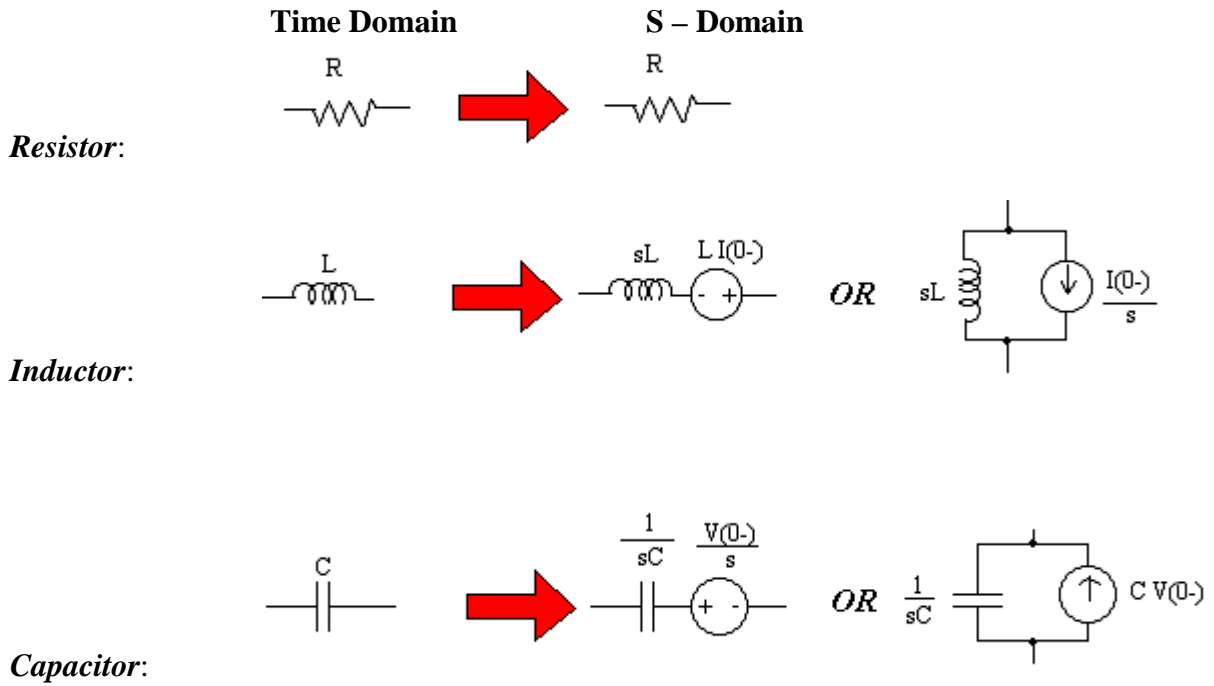 Time Domain S – Domain
R R
Resistor:
L sL L I(0-) - + OR sL I(0-)
s
Inductor:
C 1
sC V(0-)
s + - OR 1
sC C V(0-)
Capacitor: